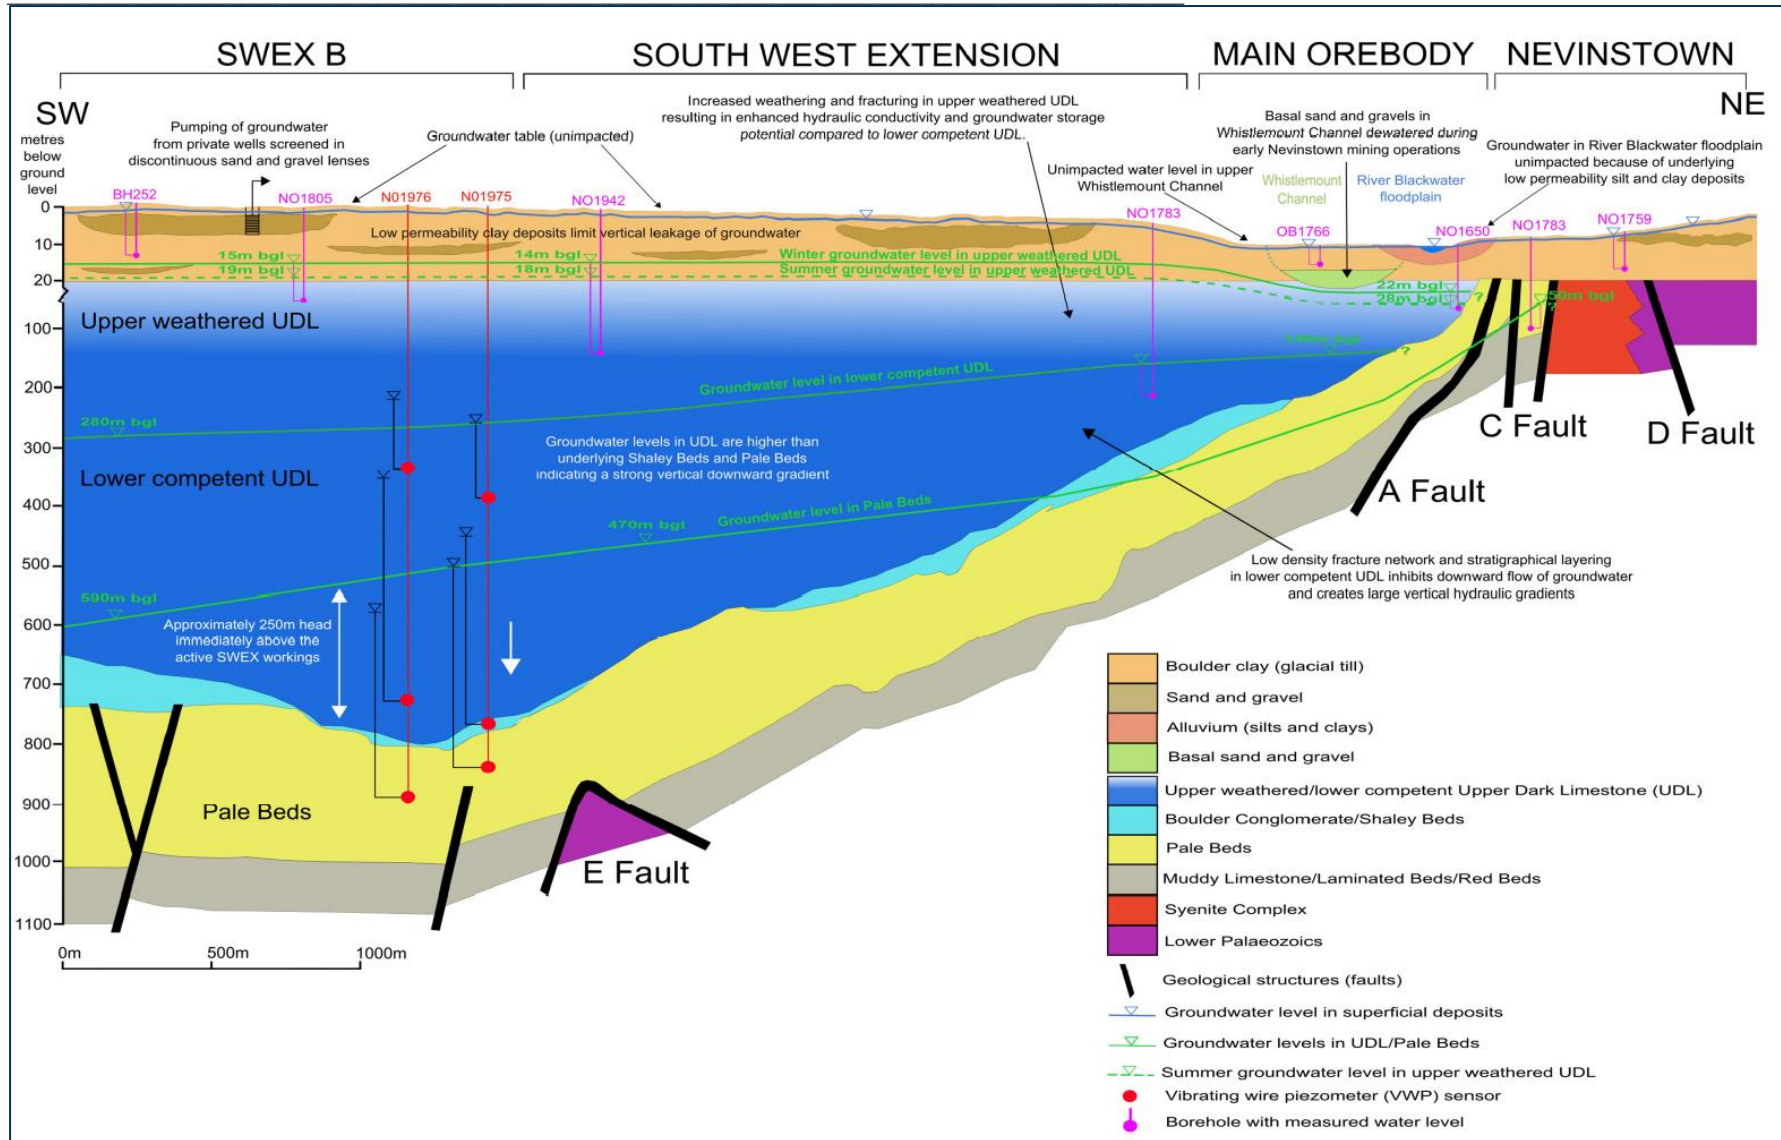 SWEX B
SOUTH WEST EXTENSION
MAIN OREBODY
NEVINSTOWN
SW
NE
metres
below
ground
level
Pumping of groundwater
from private wells screened in
discontinuous sand and gravel lenses
Groundwater table (unimpacted)
Increased weathering and fracturing in upper weathered UDL
resulting in enhanced hydraulic conductivity and groundwater storage
potential compared to lower competent UDL.
Unimpacted water level in upper
Whistlemount Channel
Basal sand and gravels in
Whistlemount Channel dewatered during
early Nevinstown mining operations
Groundwater in River Blackwater floodplain
unimpacted because of underlying
low permeability silt and clay deposits
Whistlemount
Channel
River Blackwater
floodplain
BH252
NO1805
N01976
N01975
NO1942
NO1783
OB1766
NO1650
NO1783
NO1759
0
10
20
100
200
300
400
500
600
700
800
900
1000
1100
Low permeability clay deposits limit vertical leakage of groundwater
15m bgl
19m bgl
14m bgl
18m bgl
Winter groundwater level in upper weathered UDL
Summer groundwater level in upper weathered UDL
22m bgl
28m bgl
?
50m bgl
?
Upper weathered UDL
?
Groundwater level in lower competent UDL
280m bgl
Lower competent UDL
Groundwater levels in UDL are higher than
underlying Shaley Beds and Pale Beds
indicating a strong vertical downward gradient
Groundwater level in Pale Beds
470m bgl
590m bgl
Approximately 250m head
immediately above the
active SWEX workings
Low density fracture network and stratigraphical layering
in lower competent UDL inhibits downward flow of groundwater
and creates large vertical hydraulic gradients
C Fault
D Fault
A Fault
E Fault
Pale Beds
0m
500m
1000m
Boulder clay (glacial till)
Sand and gravel
Alluvium (silts and clays)
Basal sand and gravel
Upper weathered/lower competent Upper Dark Limestone (UDL)
Boulder Conglomerate/Shaley Beds
Pale Beds
Muddy Limestone/Laminated Beds/Red Beds
Syenite Complex
Lower Palaeozoics
Geological structures (faults)
Groundwater level in superficial deposits
Groundwater levels in UDL/Pale Beds
Summer groundwater level in upper weathered UDL
Vibrating wire piezometer (VWP) sensor
Borehole with measured water level